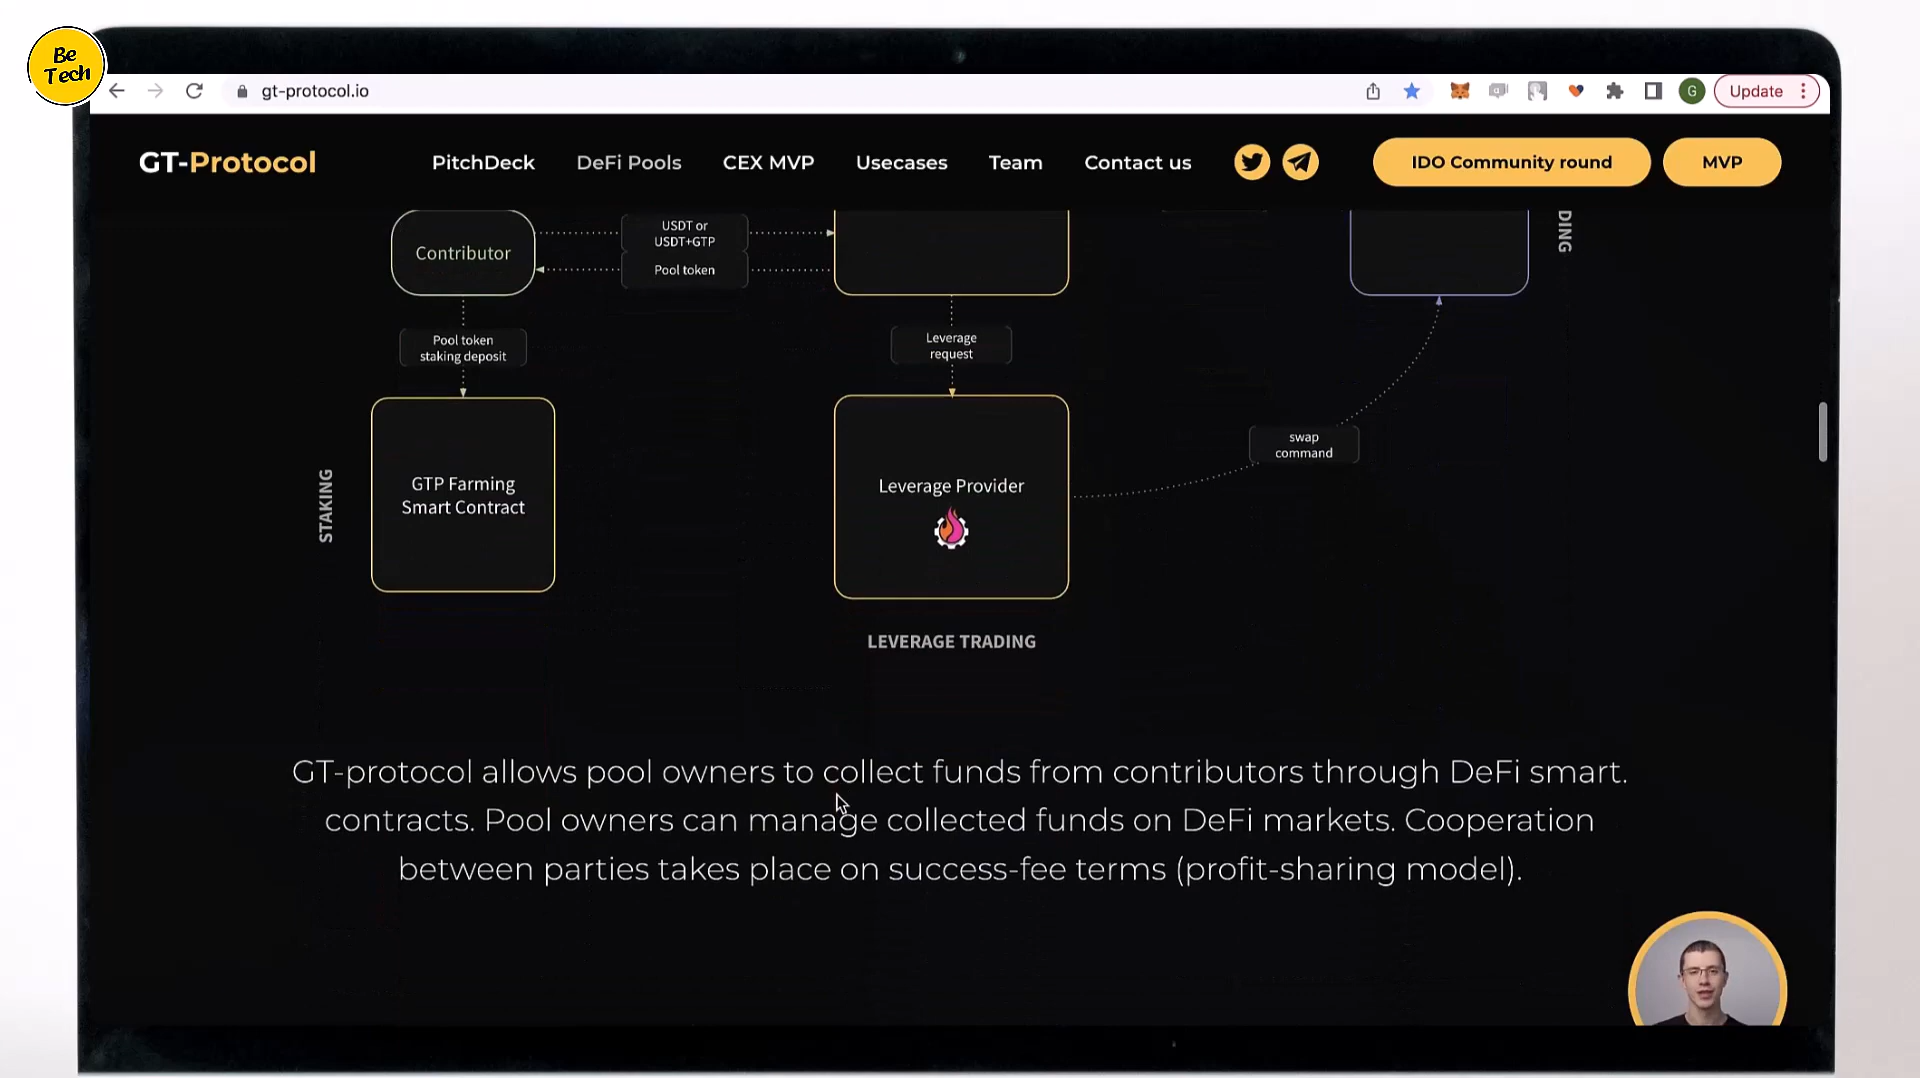 Be
Tech
gt-protocol.io
G
Update
GT-Protocol
PitchDeck
DeFi Pools
CEX MVP
Usecases
Team
Contact us
IDO Community round
MVP
Contributor
USDT or
USDT+GTP
Pool token
DING
Pool token
staking deposit
Leverage
request
swap
command
STAKING
GTP Farming
Smart Contract
Leverage Provider
LEVERAGE TRADING
GT-protocol allows pool owners to collect funds from contributors through DeFi smart.
contracts. Pool owners can manage collected funds on DeFi markets. Cooperation
between parties takes place on success-fee terms (profit-sharing model).